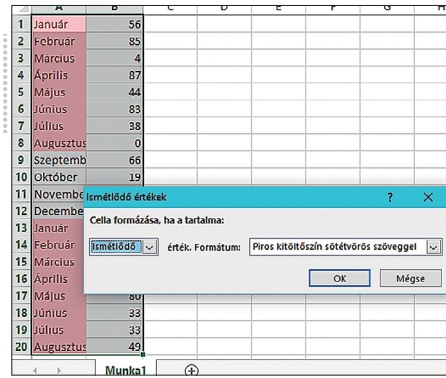 A B C D E F G H
1 Január 56
2 Február 85
3 Március 4
4 Április 87
5 Május 44
6 Június 83
7 Július 38
8 Augusztus 0
9 Szeptemb 66
10 Október 19
11 Novembe
12 Decembe
13 Január
14 Február
15 Március
16 Április
17 Május 80
18 Június 33
19 Július 33
20 Augusztus 49
Ismétlődő értékek ? ×
Cella formázása, ha a tartalma:
Ismétlődő érték. Formátum: Piros kitöltőszín sötétvörös szöveggel
OK Mégse
Munka1